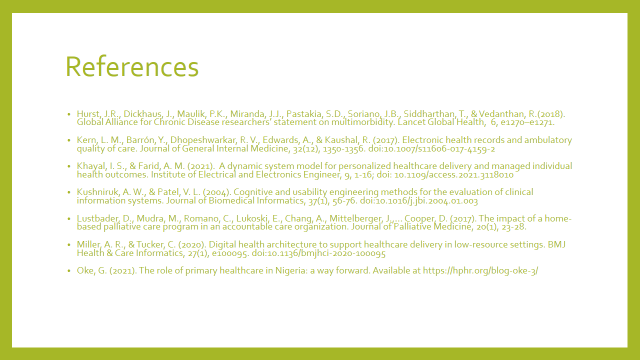 References
• Hurst, J.R., Dickhaus, J., Maulik, P.K., Miranda, J.J., Pastakia, S.D., Soriano, J.B., Siddharthan, T., & Vedanthan, R.(2018).
Global Alliance for Chronic Disease researchers' statement on multimorbidity. Lancet Global Health, 6, e1270–e1271.
• Kern, L. M., Barrón, Y., Dhopeshwarkar, R. V., Edwards, A., & Kaushal, R. (2017). Electronic health records and ambulatory
quality of care. Journal of General Internal Medicine, 32(12), 1350-1356. doi:10.1007/s11606-017-4159-2
• Khayal, I. S., & Farid, A. M. (2021). A dynamic system model for personalized healthcare delivery and managed individual
health outcomes. Institute of Electrical and Electronics Engineer, 9, 1-16, doi: 10.1109/access.2021.3118010
• Kushniruk, A. W., & Patel, V. L. (2004). Cognitive and usability engineering methods for the evaluation of clinical
information systems. Journal of Biomedical Informatics, 37(1), 56-76. doi:10.1016/j.jbi.2004.01.003
• Lustbader, D., Mudra, M., Romano, C., Lukoski, E., Chang, A., Mittelberger, J.,... Cooper, D. (2017). The impact of a home-
based palliative care program in an accountable care organization. Journal of Palliative Medicine, 20(1), 23-28.
• Miller, A. R., & Tucker, C. (2020). Digital health architecture to support healthcare delivery in low-resource settings. BMJ
Health & Care Informatics, 27(1), e100095. doi:10.1136/bmjhci-2020-100095
• Oke, G. (2021). The role of primary healthcare in Nigeria: a way forward. Available at https://hphr.org/blog-oke-3/